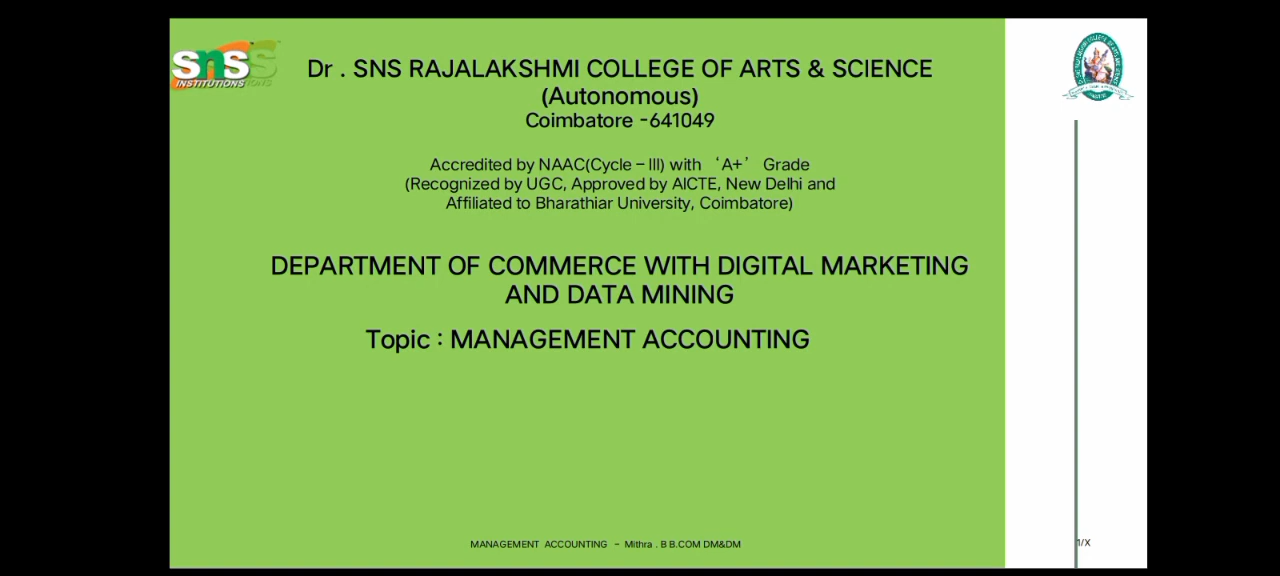 snS
INSTITUTIONS
Dr . SNS RAJALAKSHMI COLLEGE OF ARTS & SCIENCE
(Autonomous)
Coimbatore -641049
Accredited by NAAC(Cycle – III) with ‘A+’ Grade
(Recognized by UGC, Approved by AICTE, New Delhi and
Affiliated to Bharathiar University, Coimbatore)
DEPARTMENT OF COMMERCE WITH DIGITAL MARKETING
AND DATA MINING
Topic : MANAGEMENT ACCOUNTING
MANAGEMENT ACCOUNTING – Mithra . B B.COM DM&DM
1/X